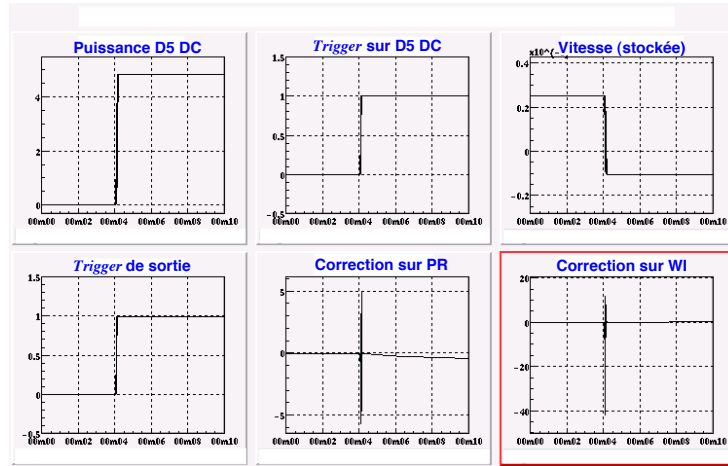 Puissance D5 DC
4
2
0
00m00 00m02 00m04 00m06 00m08 00m10
Trigger sur D5 DC
1.5
1
0.5
0
-0.5
00m00 00m02 00m04 00m06 00m08 00m10
Vitesse (stockée)
0.4
0.2
0
-0.2
00m00 00m02 00m04 00m06 00m08 00m10
Trigger de sortie
1.5
1
0.5
0
-0.5
00m00 00m02 00m04 00m06 00m08 00m10
Correction sur PR
5
0
-5
00m00 00m02 00m04 00m06 00m08 00m10
Correction sur WI
20
0
-20
-40
00m00 00m02 00m04 00m06 00m08 00m10